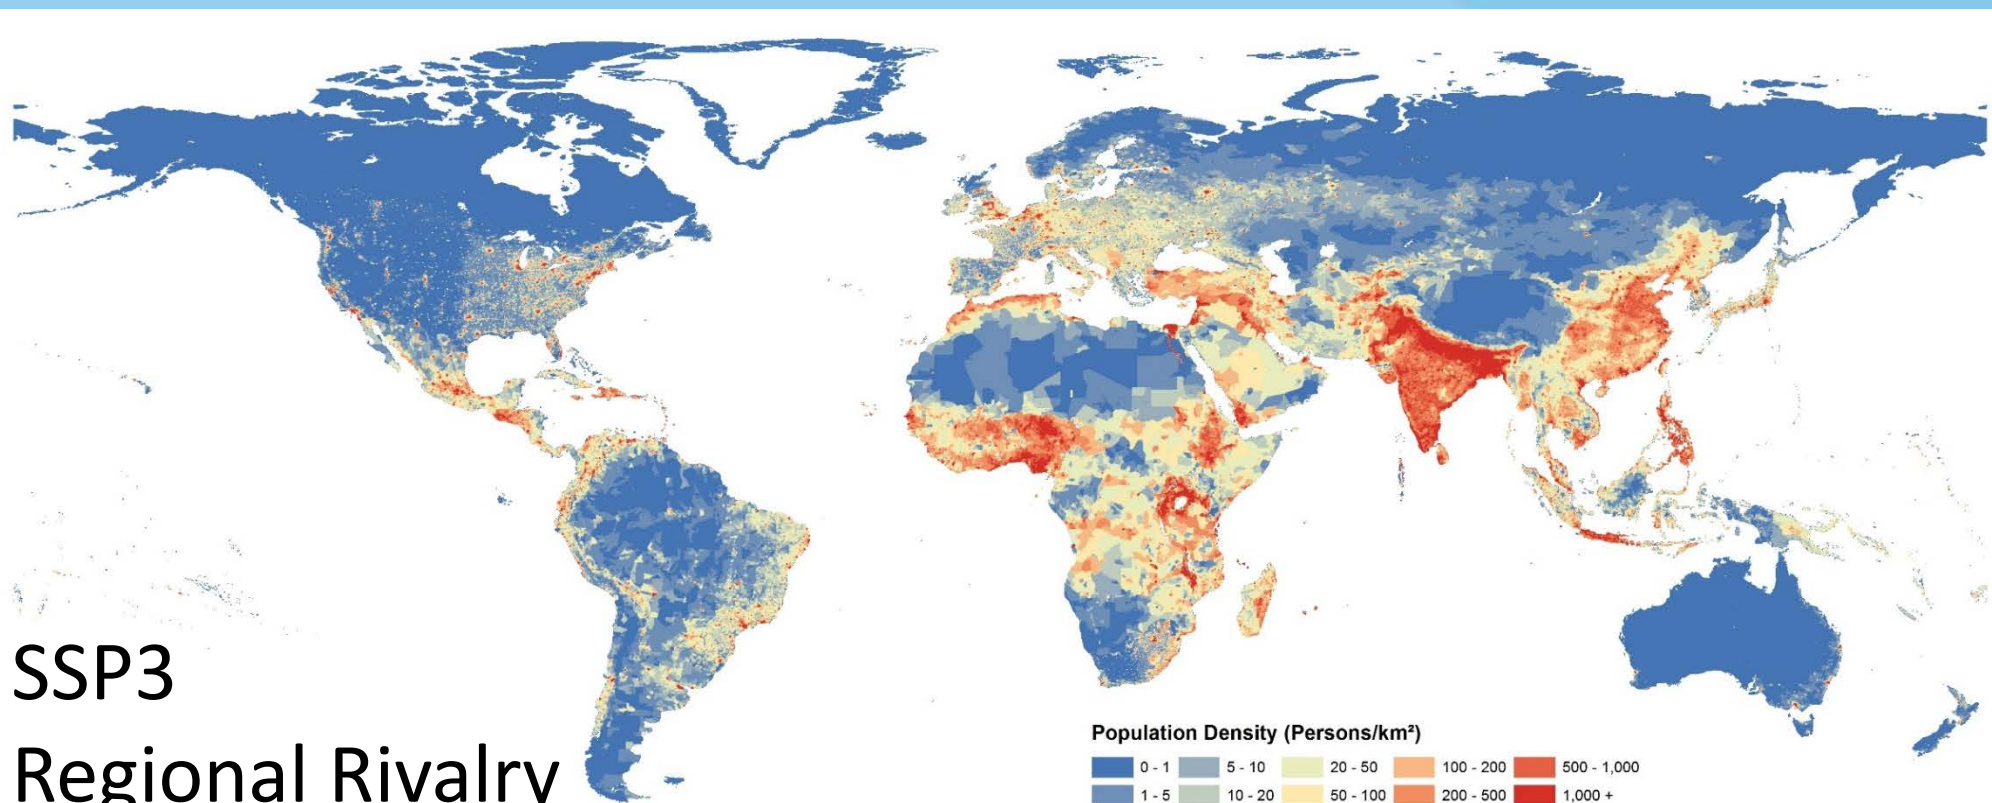 SSP3
Regional Rivalry
Population Density (Persons/km²)
0 - 1 5 - 10 20 - 50 100 - 200 500 - 1,000
1 - 5 10 - 20 50 - 100 200 - 500 1,000 +